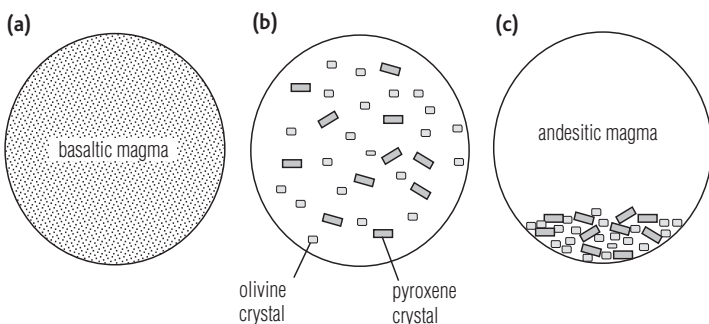 (a)
(b)
(c)
basaltic magma
andesitic magma
olivine
crystal
pyroxene
crystal